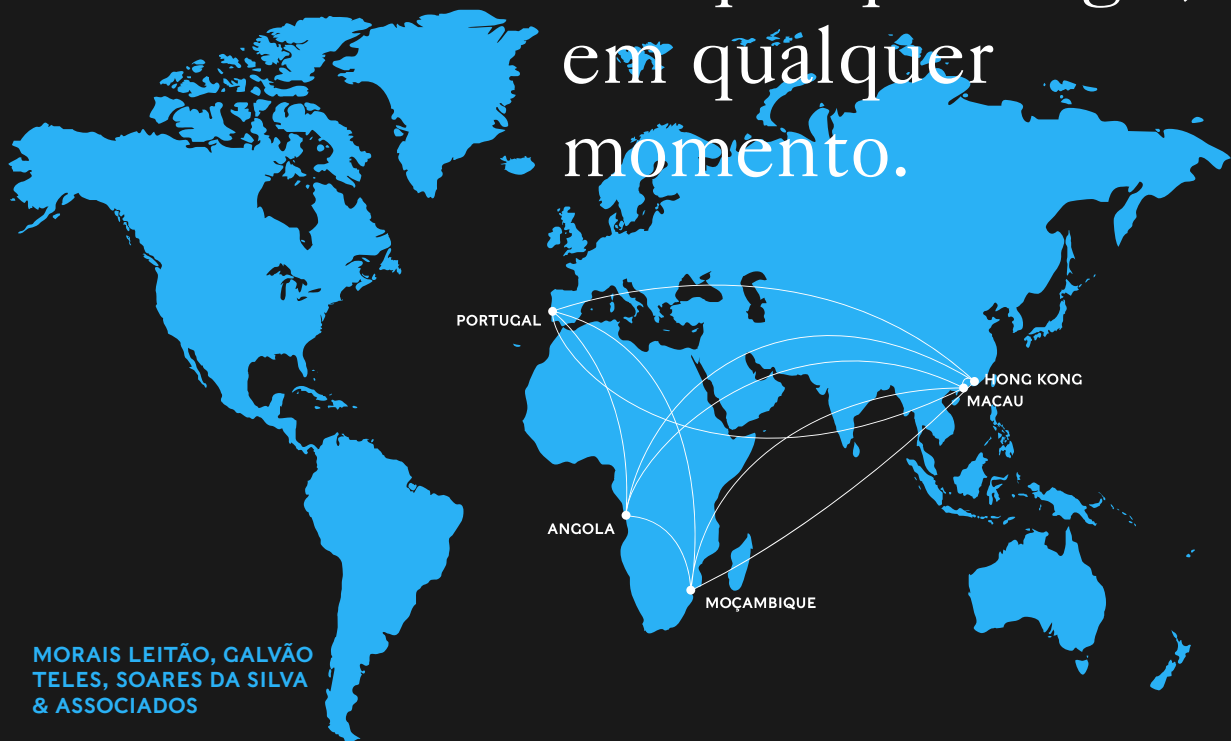 em qualquer
momento.
PORTUGAL
HONG KONG
MACAU
ANGOLA
MOÇAMBIQUE
MORAIS LEITÃO, GALVÃO
TELES, SOARES DA SILVA
& ASSOCIADOS